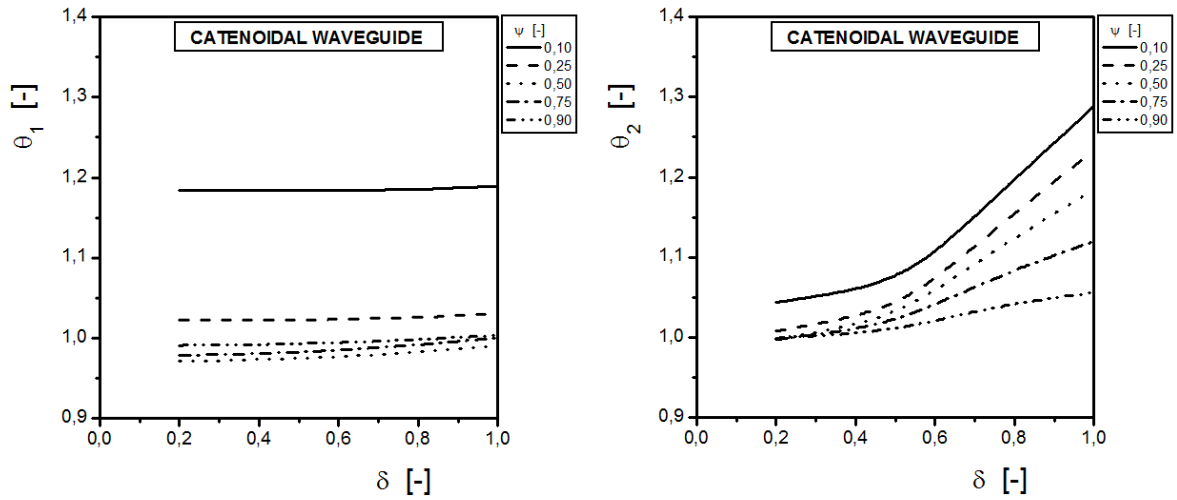 CATENOIDAL WAVEGUIDE
ψ [-]
0,10
0,25
0,50
0,75
0,90
1,4
1,3
1,2
1,1
1,0
0,9
θ1 [-]
0,0 0,2 0,4 0,6 0,8 1,0
δ [-]
CATENOIDAL WAVEGUIDE
ψ [-]
0,10
0,25
0,50
0,75
0,90
1,4
1,3
1,2
1,1
1,0
0,9
θ2 [-]
0,0 0,2 0,4 0,6 0,8 1,0
δ [-]